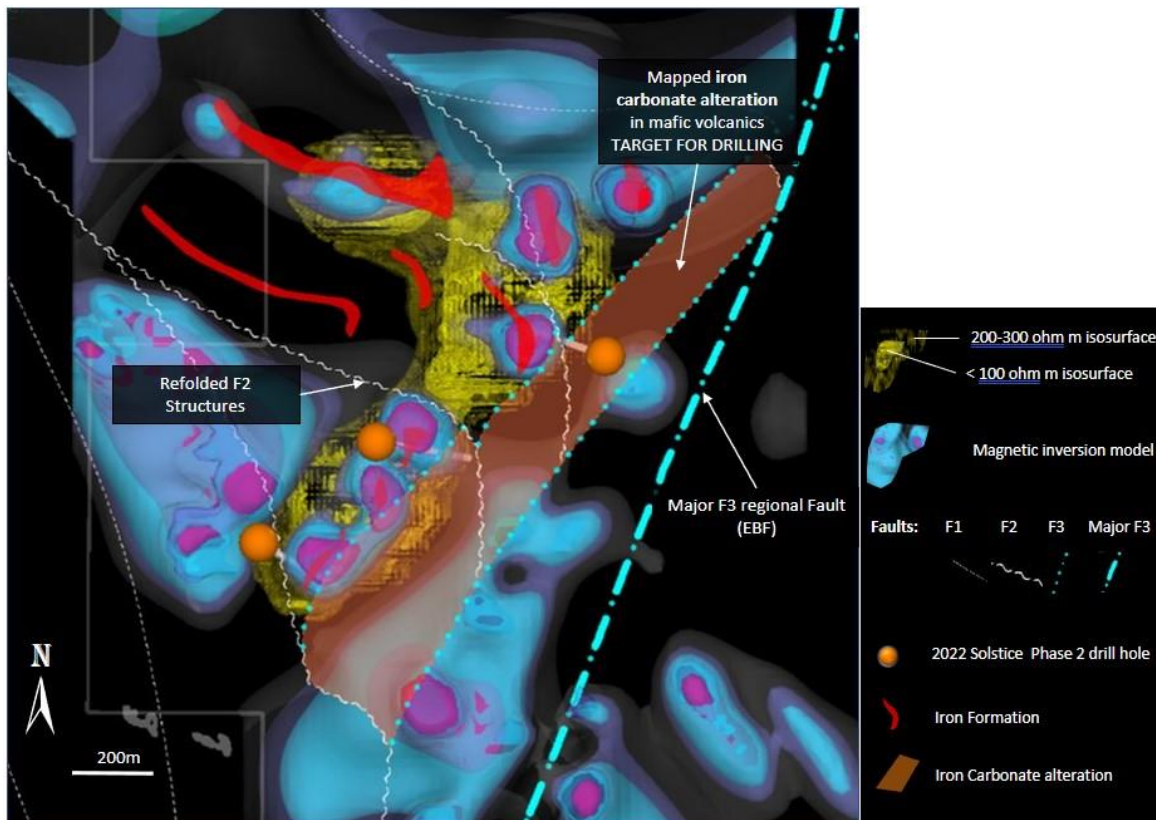 Mapped iron
carbonate alteration
in mafic volcanics
TARGET FOR DRILLING
Refolded F2
Structures
Major F3 regional Fault
(EBF)
N
200m
200-300 ohm m isosurface
< 100 ohm m isosurface
Magnetic inversion model
Faults: F1 F2 F3 Major F3
2022 Solstice Phase 2 drill hole
Iron Formation
Iron Carbonate alteration